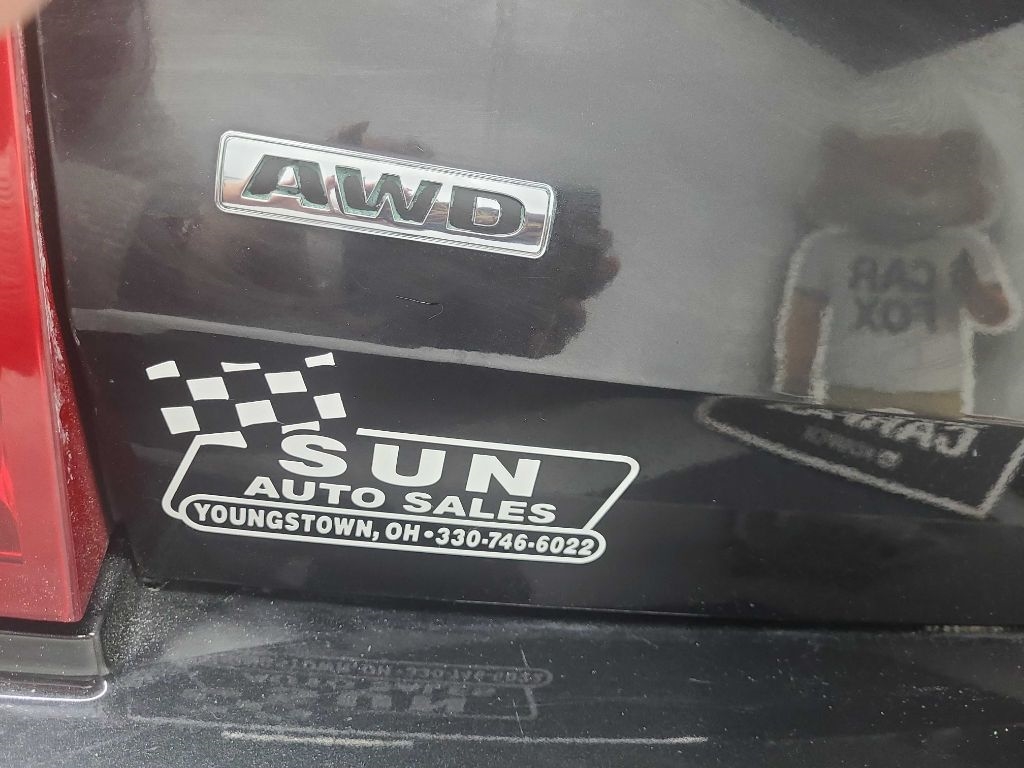 AWD
CAR
FOX
SUN
AUTO SALES
YOUNGSTOWN, OH•330-746-6022